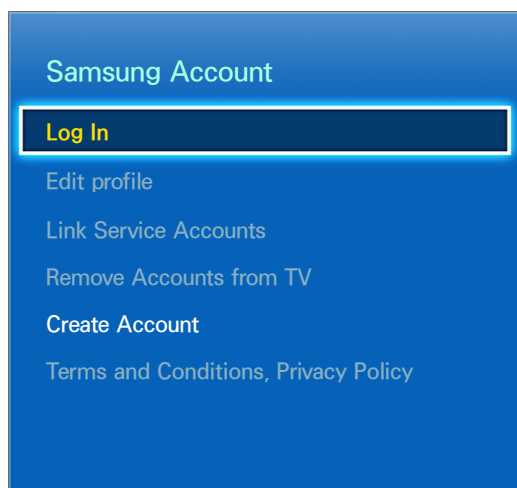 Samsung Account
Log In
Edit profile
Link Service Accounts
Remove Accounts from TV
Create Account
Terms and Conditions, Privacy Policy